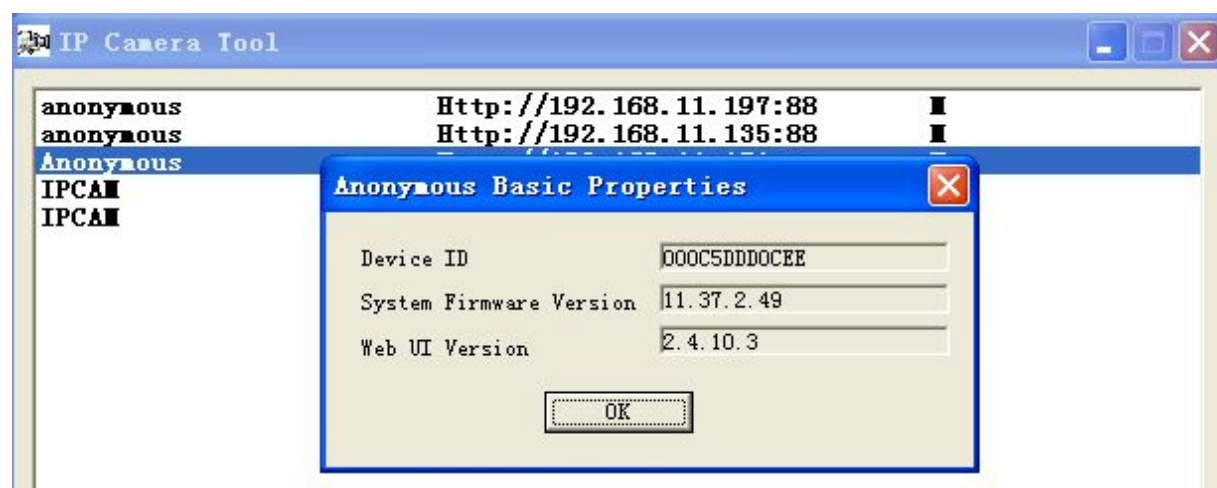 IP Camera Tool
anonymous Http://192.168.11.197:88
anonymous Http://192.168.11.135:88
Anonymous
IPCAM
IPCAM
Anonymous Basic Properties
Device ID 000C5DDD0CEE
System Firmware Version 11.37.2.49
Web UI Version 2.4.10.3
OK